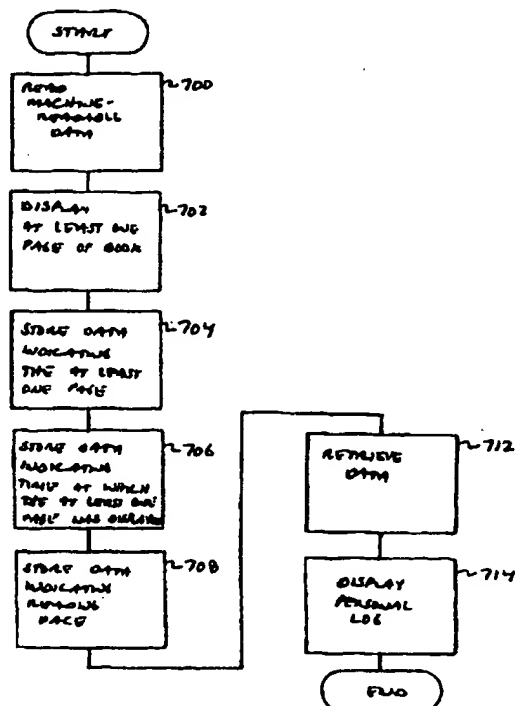 START
READ
MACHINE-
READABLE
DATA
700
DISPLAY
AT LEAST ONE
PAGE OF BOOK
702
STORE DATA
INDICATING
THE AT LEAST
ONE PAGE
704
STORE DATA
INDICATING
TIME AT WHICH
THE AT LEAST ONE
PAGE WAS DISPLAYED
706
STORE DATA
INDICATING
READING
PACE
708
RETRIEVE
DATA
712
DISPLAY
PERSONAL
LOG
714
END